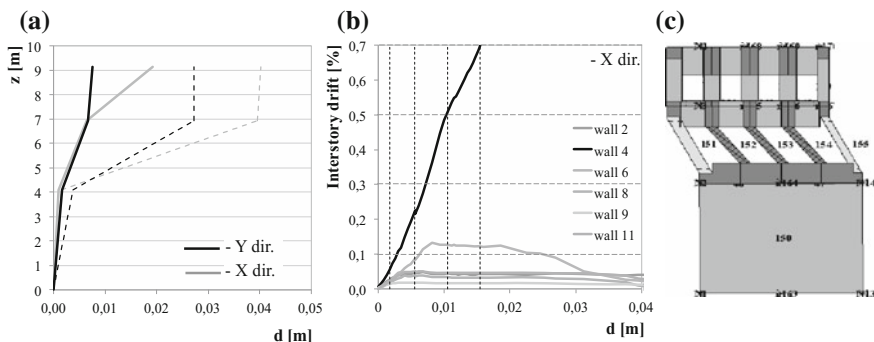 (a)
z [m]
10
9
8
7
6
5
4
3
2
1
0
- Y dir.
- X dir.
0,00 0,01 0,02 0,03 0,04 0,05
d [m]
(b)
Interstory drift [%]
0,7
0,6
0,5
0,4
0,3
0,2
0,1
0,0
- X dir.
wall 2
wall 4
wall 6
wall 8
wall 9
wall 11
0 0,01 0,02 0,03 0,04
d [m]
(c)
151 152 153 154 155
150